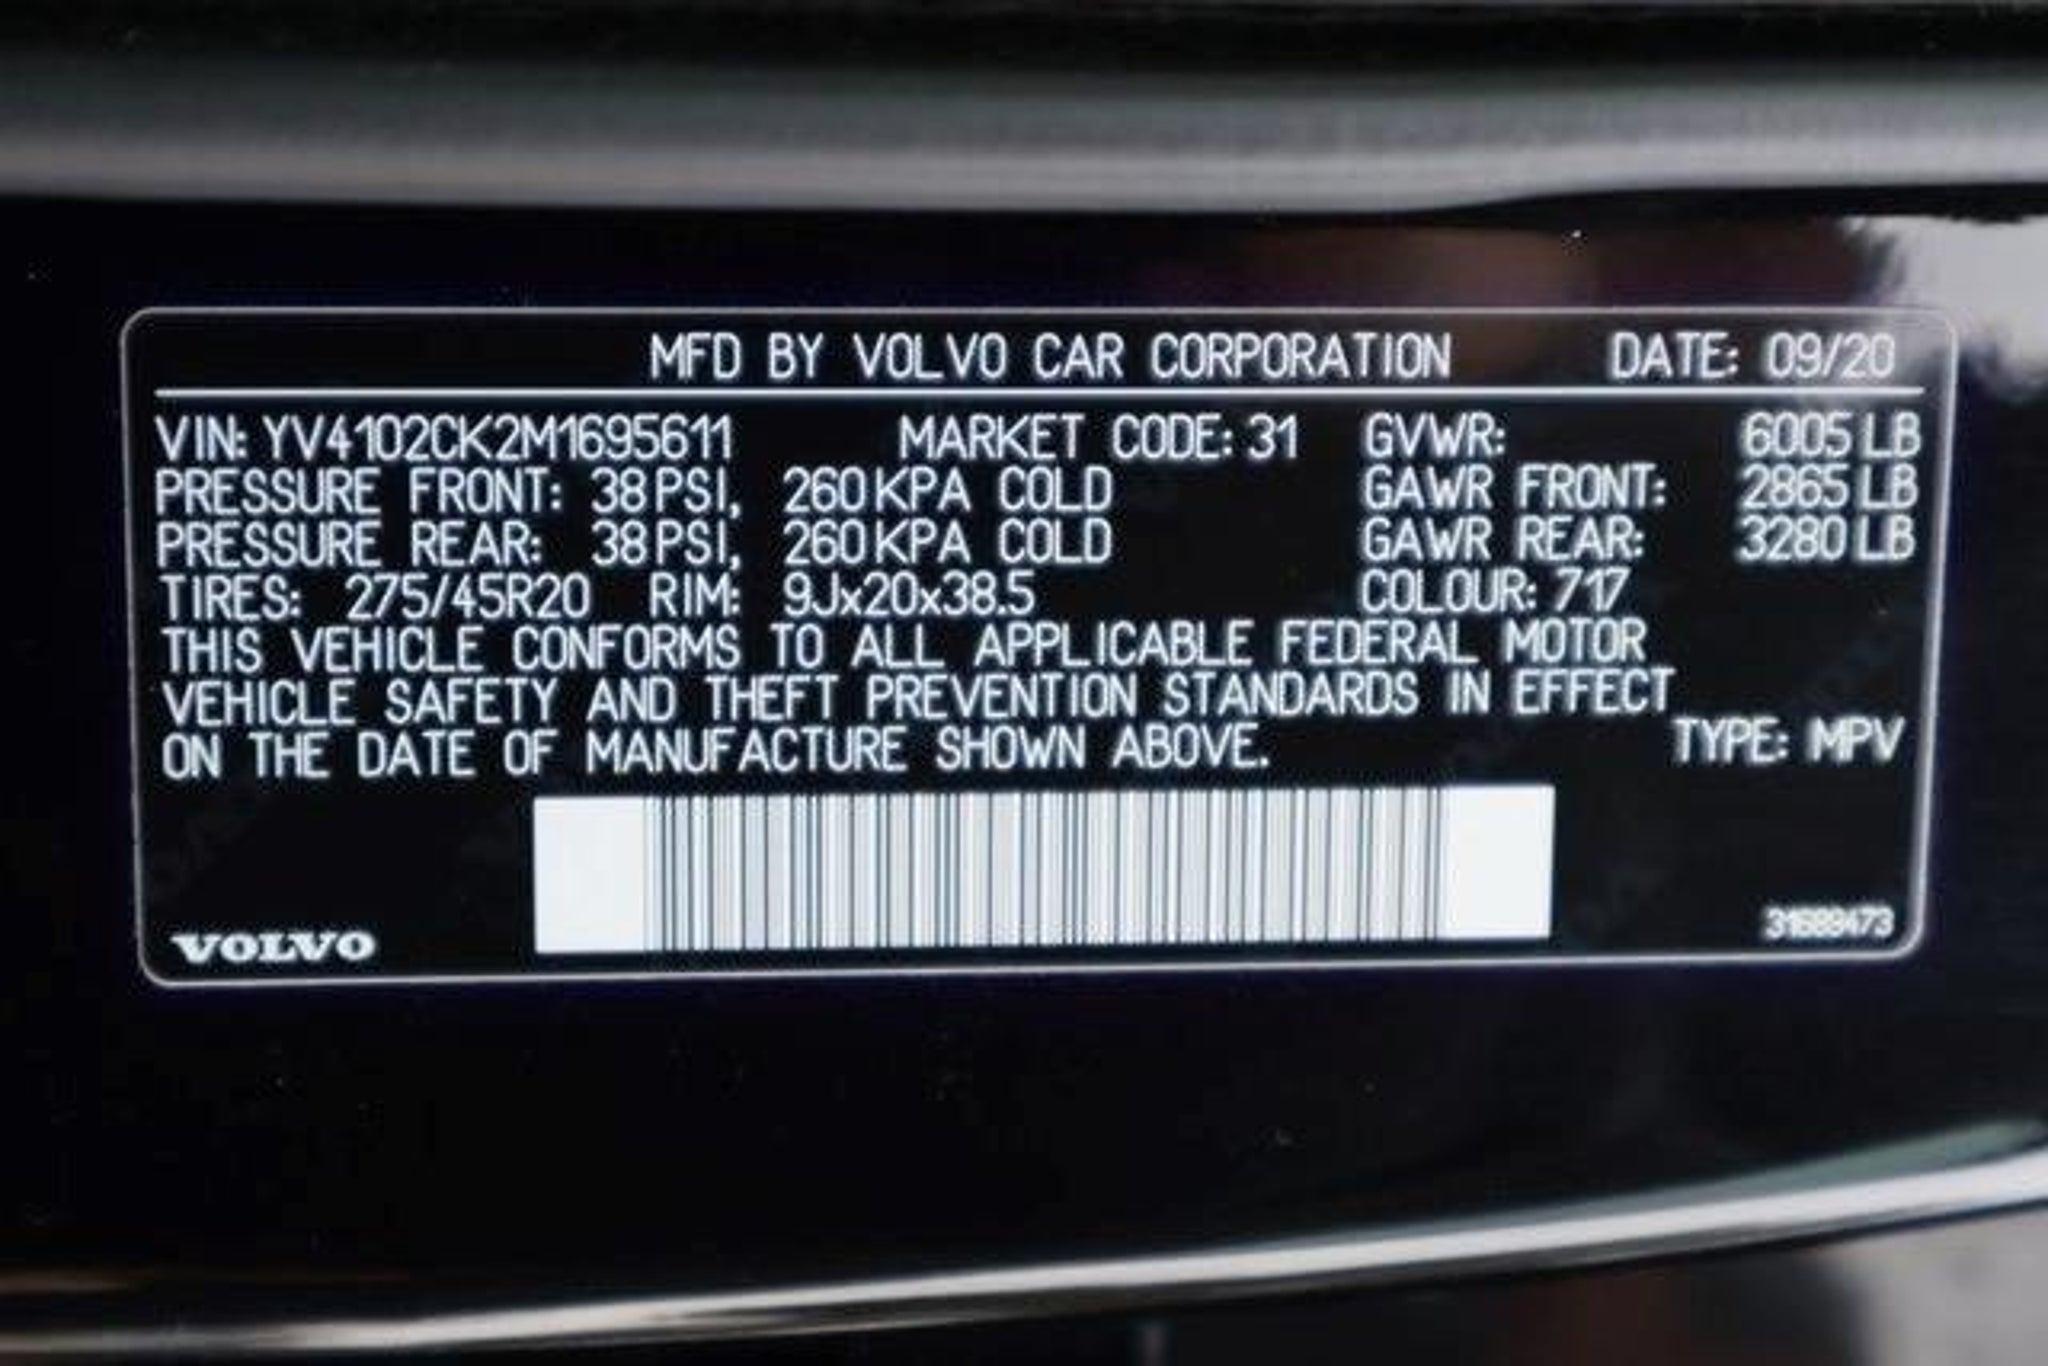 MFD BY VOLVO CAR CORPORATION DATE: 09/20
VIN: YV4102CK2M1695611 MARKET CODE: 31 GVWR: 6005 LB
PRESSURE FRONT: 38 PSI, 260 KPA COLD GAWR FRONT: 2865 LB
PRESSURE REAR: 38 PSI, 260 KPA COLD GAWR REAR: 3280 LB
TIRES: 275/45R20 RIM: 9Jx20x38.5 COLOUR: 717
THIS VEHICLE CONFORMS TO ALL APPLICABLE FEDERAL MOTOR
VEHICLE SAFETY AND THEFT PREVENTION STANDARDS IN EFFECT
ON THE DATE OF MANUFACTURE SHOWN ABOVE. TYPE: MPV
VOLVO